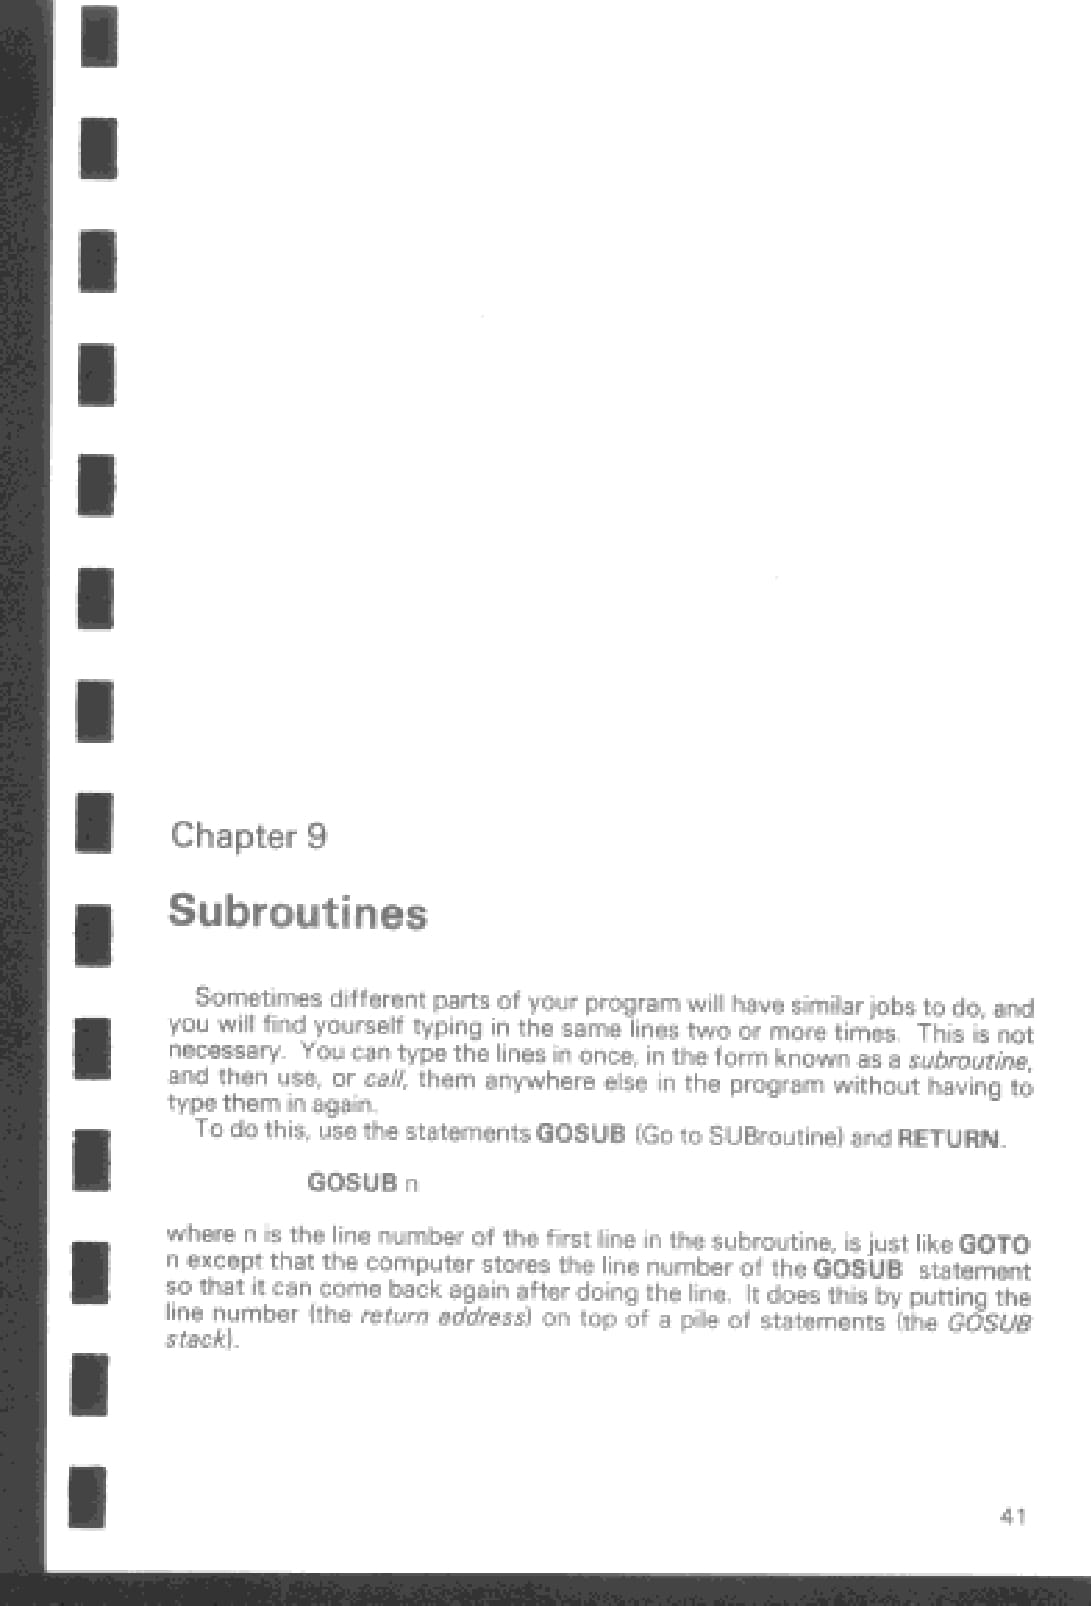 Chapter 9
Subroutines
Sometimes different parts of your program will have similar jobs to do, and
you will find yourself typing in the same lines two or more times. This is not
necessary. You can type the lines in once, in the form known as a subroutine,
and then use, or call, them anywhere else in the program without having to
type them in again.
To do this, use the statements GOSUB (Go to SUBroutine) and RETURN.
GOSUB n
where n is the line number of the first line in the subroutine, is just like GOTO
n except that the computer stores the line number of the GOSUB statement
so that it can come back again after doing the line. It does this by putting the
line number (the return address) on top of a pile of statements (the GOSUB
stack).
41